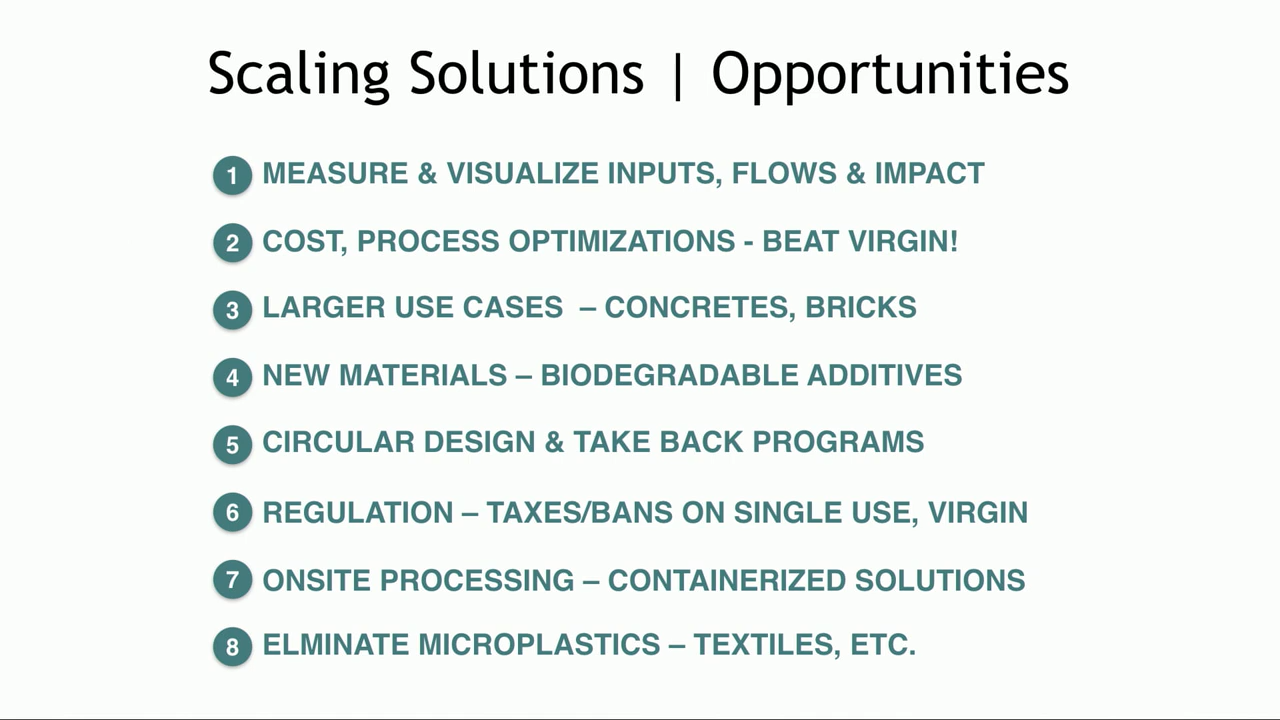 Scaling Solutions | Opportunities
1 MEASURE & VISUALIZE INPUTS, FLOWS & IMPACT
2 COST, PROCESS OPTIMIZATIONS - BEAT VIRGIN!
3 LARGER USE CASES – CONCRETES, BRICKS
4 NEW MATERIALS – BIODEGRADABLE ADDITIVES
5 CIRCULAR DESIGN & TAKE BACK PROGRAMS
6 REGULATION – TAXES/BANS ON SINGLE USE, VIRGIN
7 ONSITE PROCESSING – CONTAINERIZED SOLUTIONS
8 ELMINATE MICROPLASTICS – TEXTILES, ETC.